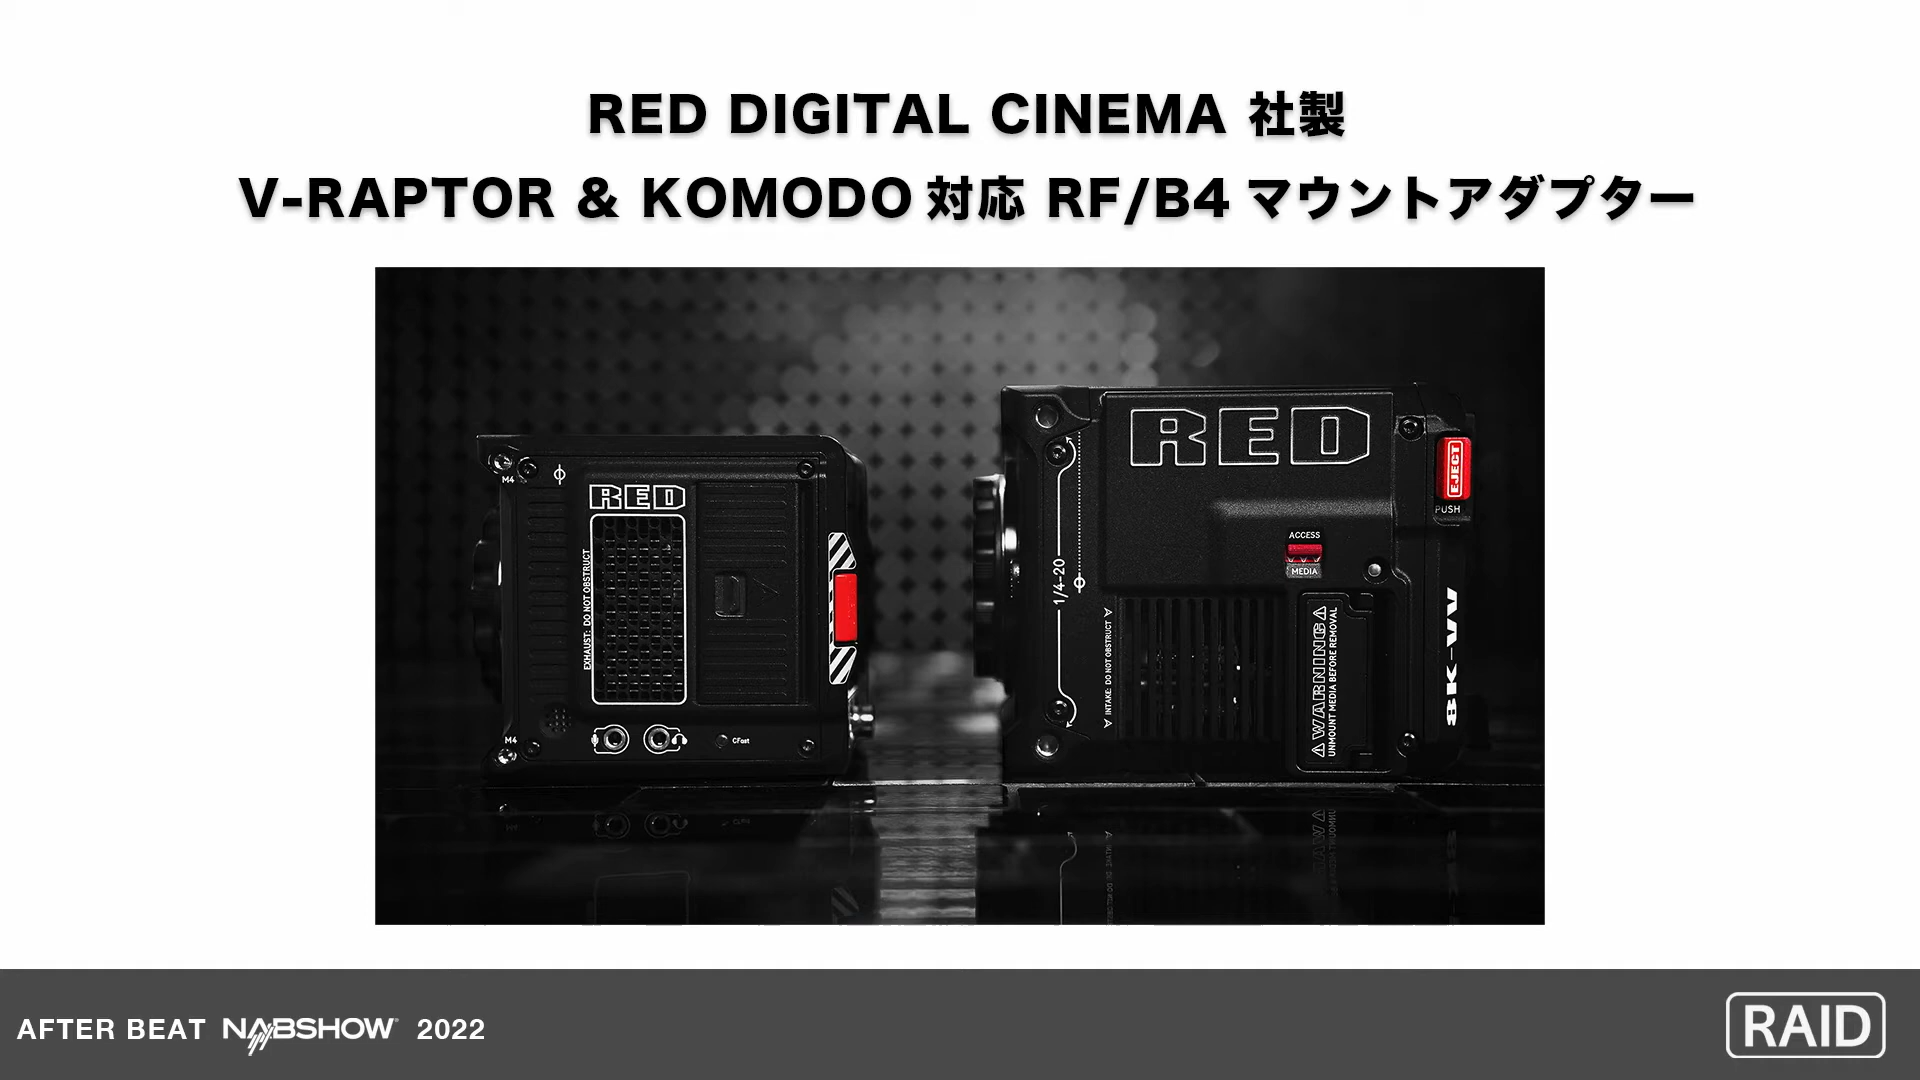 RED DIGITAL CINEMA 社製
V-RAPTOR & KOMODO 対応 RF/B4 マウントアダプター
M4
RED
EXHAUST: DO NOT OBSTRUCT
M4
CFast
RED
EJECT
PUSH
ACCESS
MEDIA
1/4-20
INTAKE: DO NOT OBSTRUCT
⚠WARNING⚠
UNMOUNT MEDIA BEFORE REMOVAL
8K-VV
AFTER BEAT NABSHOW® 2022
RAID